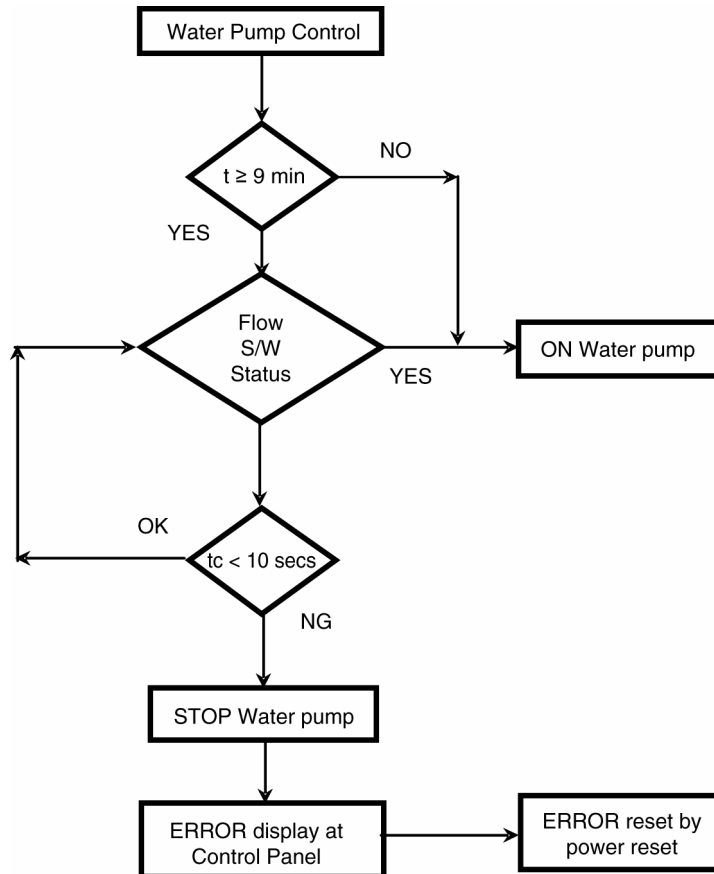 Water Pump Control
t ≥ 9 min
NO
YES
Flow
S/W
Status
YES
ON Water pump
OK
tc < 10 secs
NG
STOP Water pump
ERROR display at
Control Panel
ERROR reset by
power reset